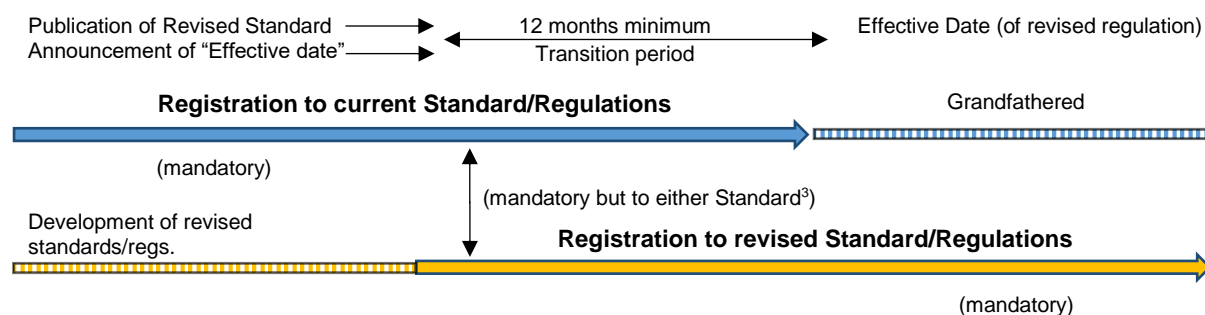 Publication of Revised Standard
12 months minimum
Effective Date (of revised regulation)
Announcement of “Effective date”
Transition period
Registration to current Standard/Regulations
Grandfathered
(mandatory)
(mandatory but to either Standard³)
Development of revised
standards/regs.
Registration to revised Standard/Regulations
(mandatory)